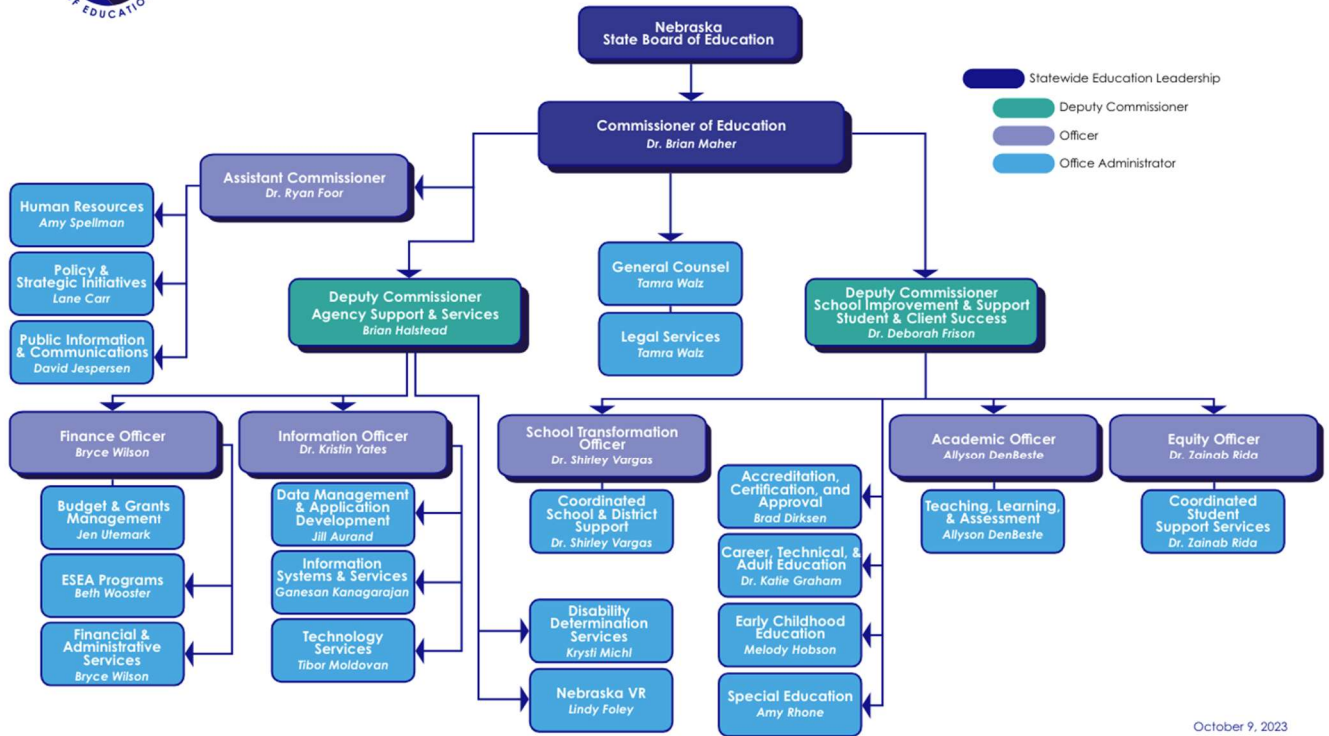 OF EDUCATION
Nebraska
State Board of Education
Statewide Education Leadership
Deputy Commissioner
Officer
Office Administrator
Commissioner of Education
Dr. Brian Maher
Assistant Commissioner
Dr. Ryan Foor
Human Resources
Amy Spellman
Policy &
Strategic Initiatives
Lane Carr
Public Information
& Communications
David Jespersen
Deputy Commissioner
Agency Support & Services
Brian Halstead
General Counsel
Tamra Walz
Legal Services
Tamra Walz
Deputy Commissioner
School Improvement & Support
Student & Client Success
Dr. Deborah Frison
Finance Officer
Bryce Wilson
Budget & Grants
Management
Jen Utemark
ESEA Programs
Beth Wooster
Financial &
Administrative
Services
Bryce Wilson
Information Officer
Dr. Kristin Yates
Data Management
& Application
Development
Jill Aurand
Information
Systems & Services
Ganesan Kanagarajan
Technology
Services
Tibor Moldovan
Disability
Determination
Services
Krysti Michl
Nebraska VR
Lindy Foley
School Transformation
Officer
Dr. Shirley Vargas
Coordinated
School & District
Support
Dr. Shirley Vargas
Accreditation,
Certification, and
Approval
Brad Dirksen
Career, Technical, &
Adult Education
Dr. Katie Graham
Early Childhood
Education
Melody Hobson
Special Education
Amy Rhone
Academic Officer
Allyson DenBeste
Teaching, Learning,
& Assessment
Allyson DenBeste
Equity Officer
Dr. Zainab Rida
Coordinated
Student
Support Services
Dr. Zainab Rida
October 9, 2023